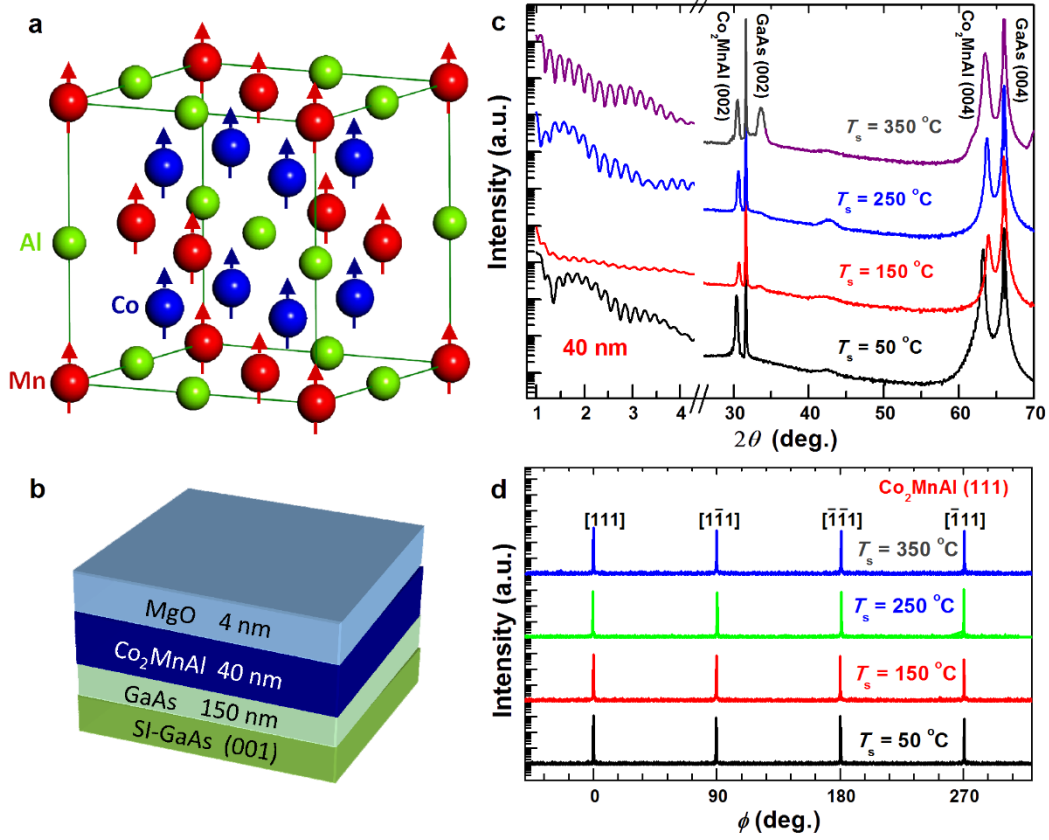 a
Al
Co
Mn
b
MgO 4 nm
Co₂MnAl 40 nm
GaAs 150 nm
SI-GaAs (001)
c
Intensity (a.u.)
Co₂MnAl (002)
GaAs (002)
Co₂MnAl (004)
GaAs (004)
Tₛ = 350 °C
Tₛ = 250 °C
Tₛ = 150 °C
Tₛ = 50 °C
40 nm
1 2 3 4 30 40 50 60 70
2θ (deg.)
d
Intensity (a.u.)
Co₂MnAl (111)
[111] [11̅1] [1̅1̅1] [1̅11]
Tₛ = 350 °C
Tₛ = 250 °C
Tₛ = 150 °C
Tₛ = 50 °C
0 90 180 270
ϕ (deg.)